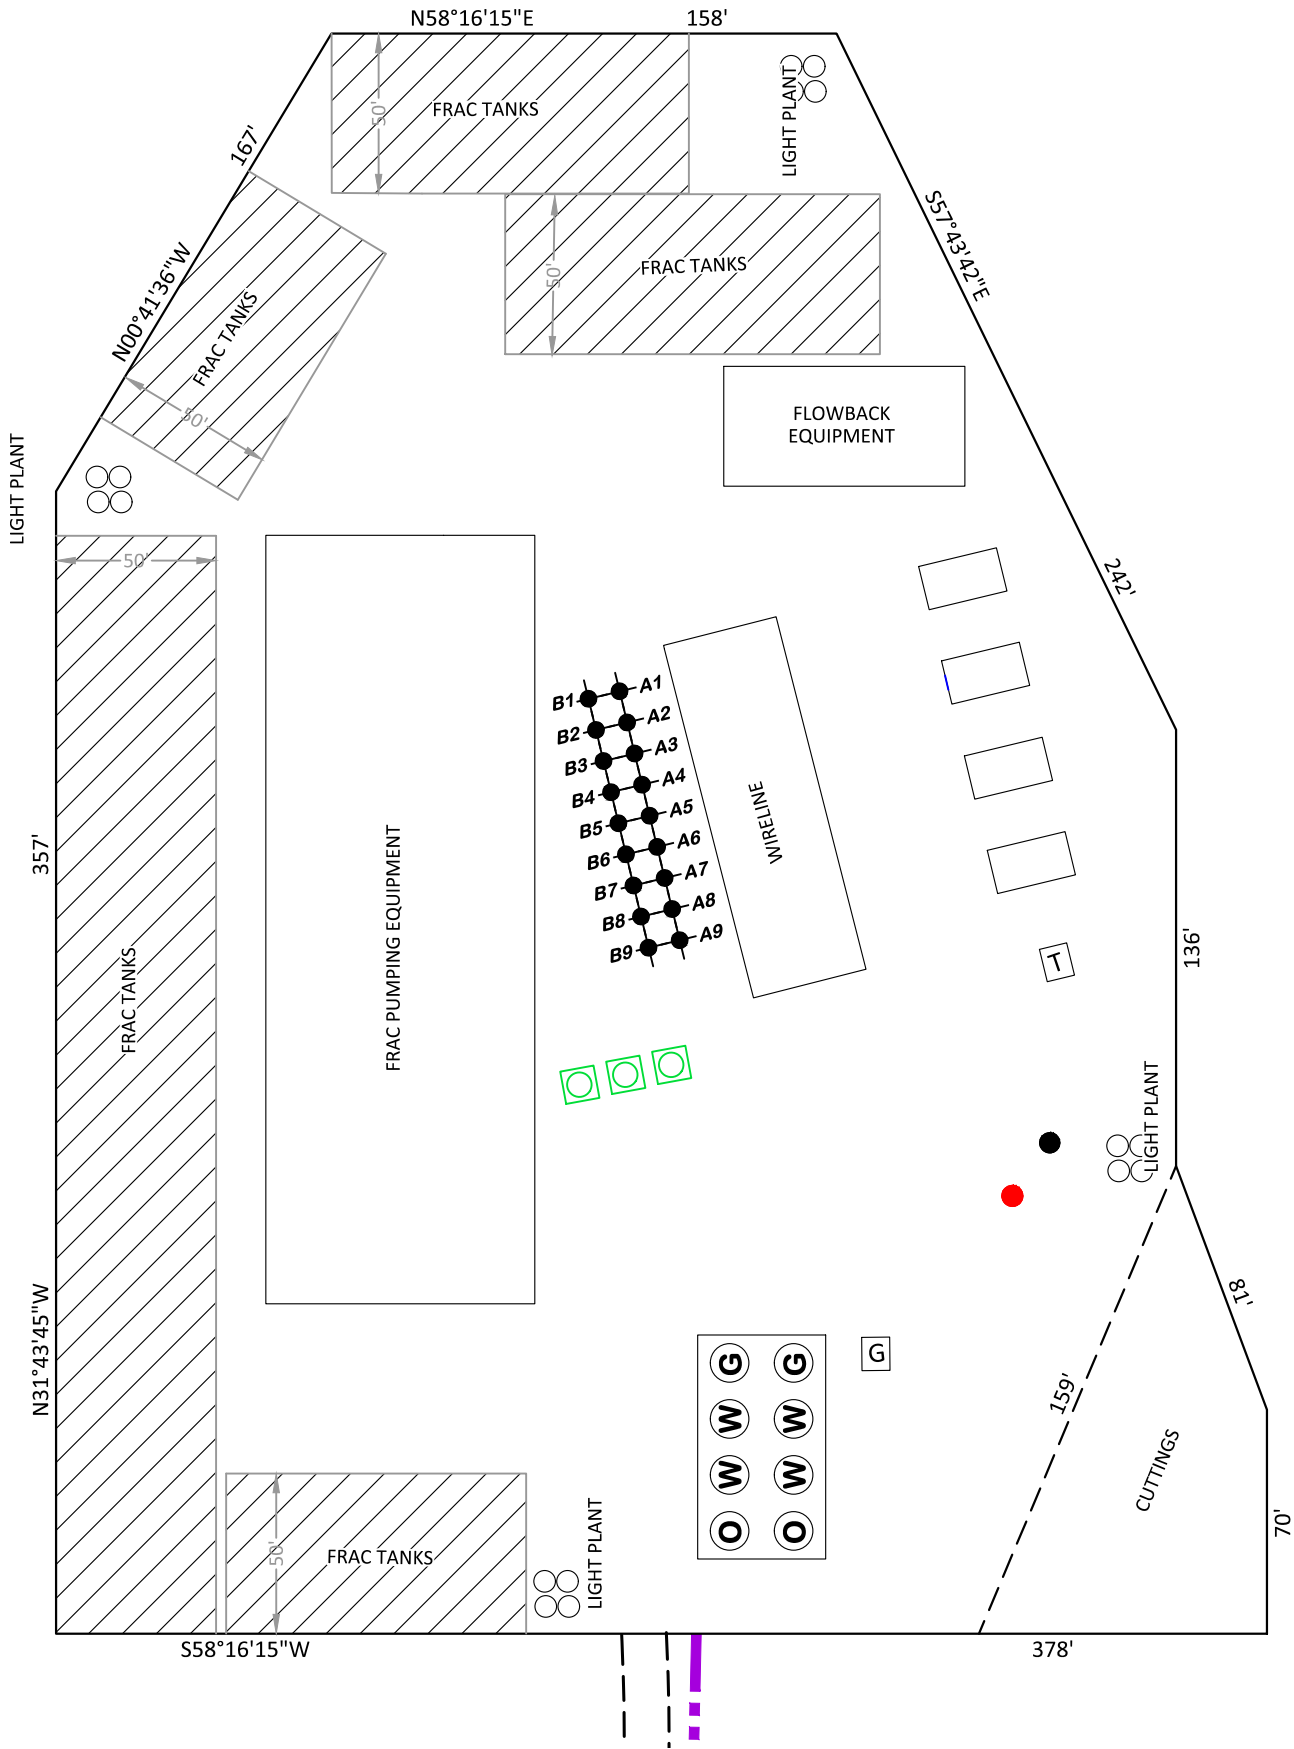 N58°16'15"E
158'
LIGHT PLANT
50'
FRAC TANKS
167'
N00°41'36"W
S57°43'42"E
50'
FRAC TANKS
FRAC TANKS
50'
FLOWBACK
EQUIPMENT
LIGHT PLANT
50'
242'
B1
A1
B2
A2
B3
A3
B4
A4
B5
A5
B6
A6
B7
A7
B8
A8
B9
A9
WIRELINE
357'
FRAC PUMPING EQUIPMENT
FRAC TANKS
136'
T
LIGHT PLANT
N31°43'45"W
81'
G
G G
W W
W W
O O
159'
CUTTINGS
70'
50'
FRAC TANKS
LIGHT PLANT
S58°16'15"W
378'